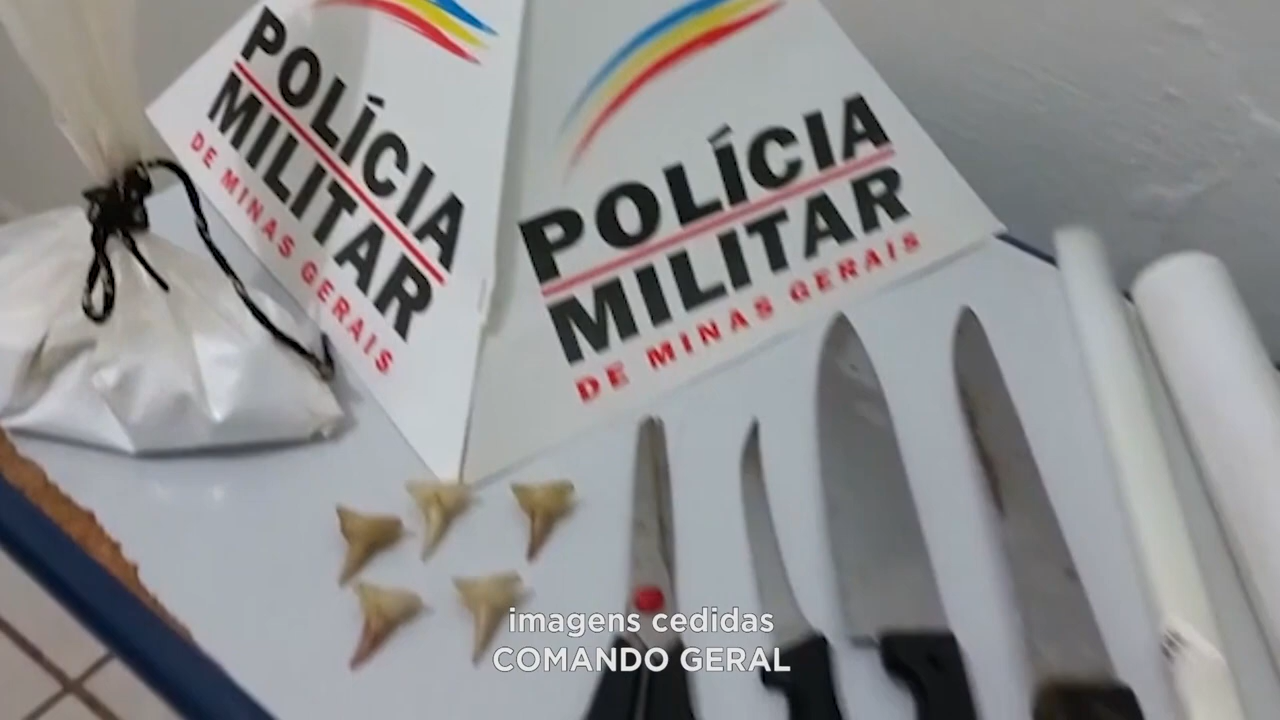 POLÍCIA
MILITAR
DE MINAS GERAIS
POLÍCIA
MILITAR
DE MINAS GERAIS
imagens cedidas
COMANDO GERAL